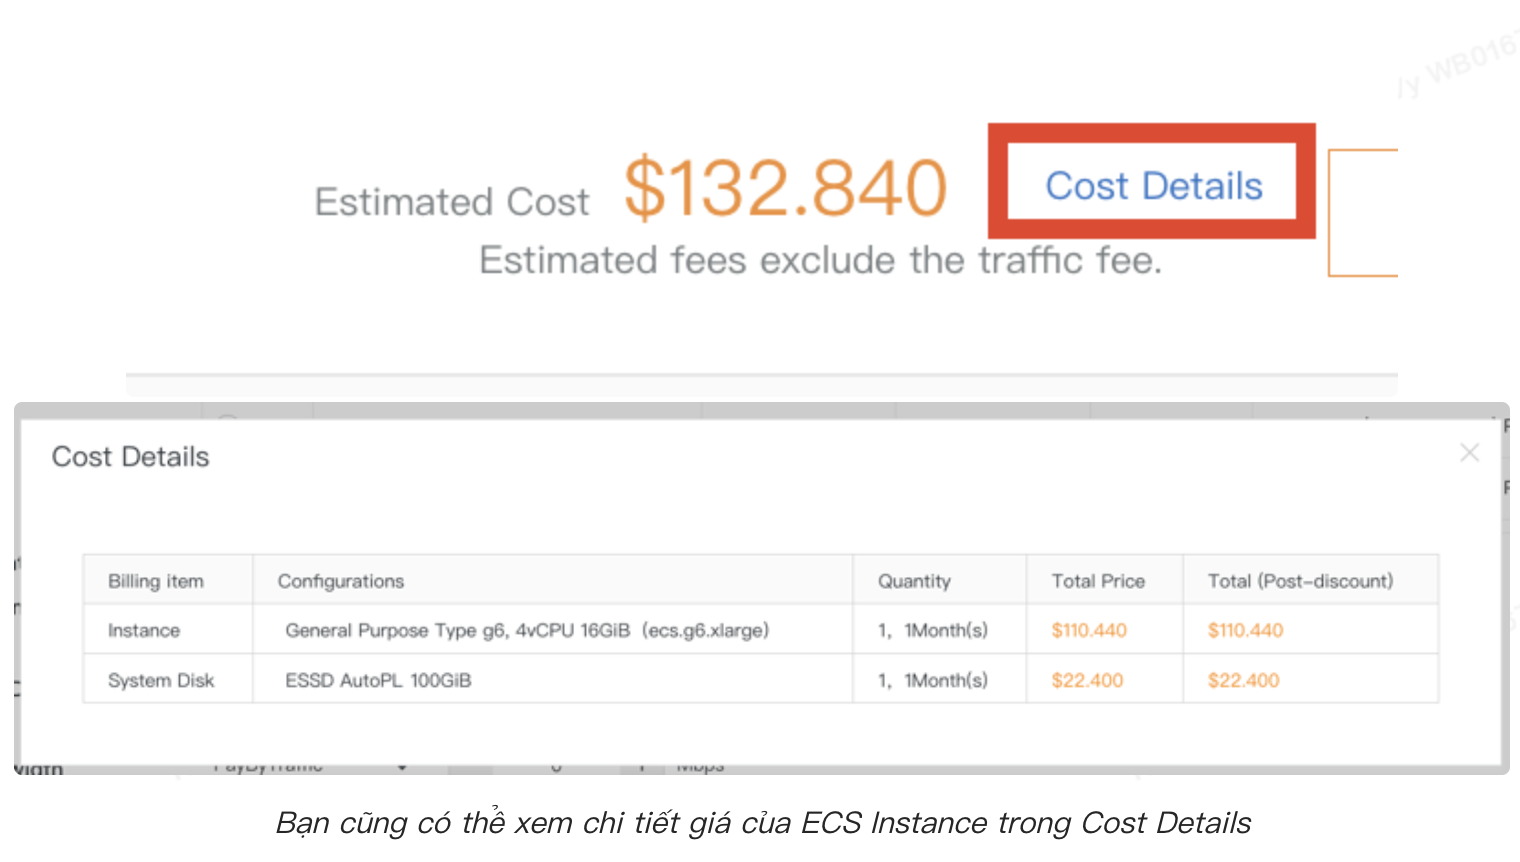 Estimated Cost $132.840 Cost Details
Estimated fees exclude the traffic fee.
Cost Details
Billing item Configurations Quantity Total Price Total (Post-discount)
Instance General Purpose Type g6, 4vCPU 16GiB (ecs.g6.xlarge) 1, 1Month(s) $110.440 $110.440
System Disk ESSD AutoPL 100GiB 1, 1Month(s) $22.400 $22.400
Bạn cũng có thể xem chi tiết giá của ECS Instance trong Cost Details